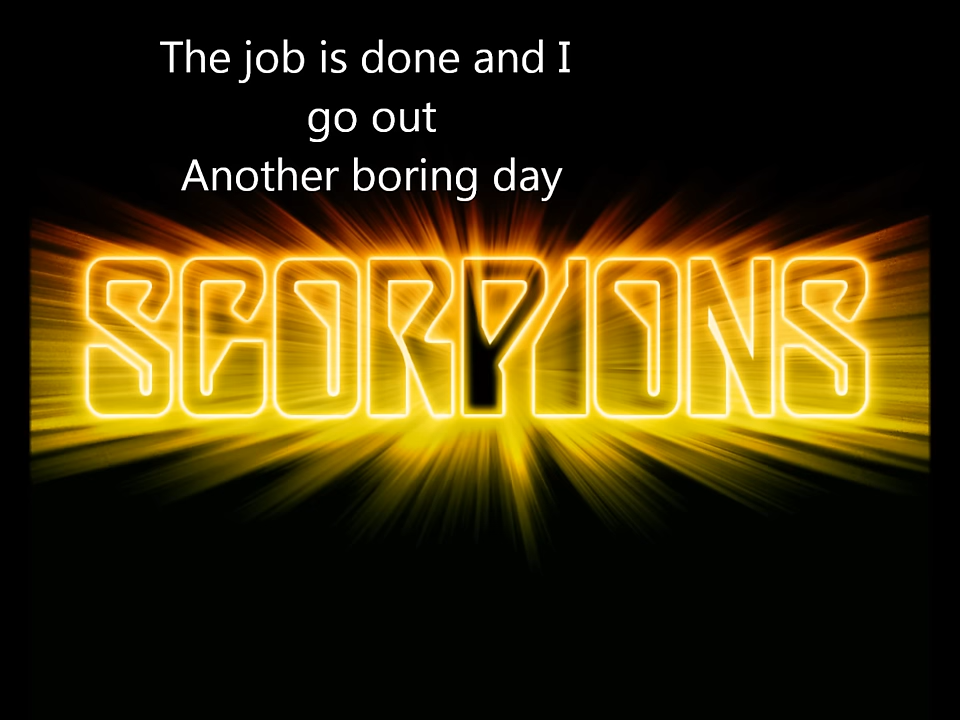 The job is done and I
go out
Another boring day
SCORPIONS